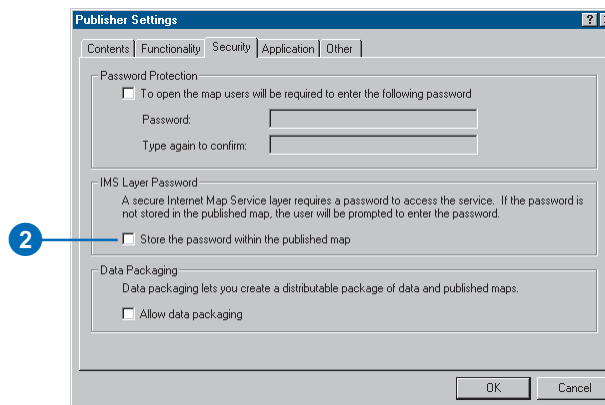 Publisher Settings
Contents Functionality Security Application Other
Password Protection
To open the map users will be required to enter the following password
Password:
Type again to confirm:
IMS Layer Password
A secure Internet Map Service layer requires a password to access the service. If the password is
not stored in the published map, the user will be prompted to enter the password.
2
Store the password within the published map
Data Packaging
Data packaging lets you create a distributable package of data and published maps.
Allow data packaging
OK Cancel